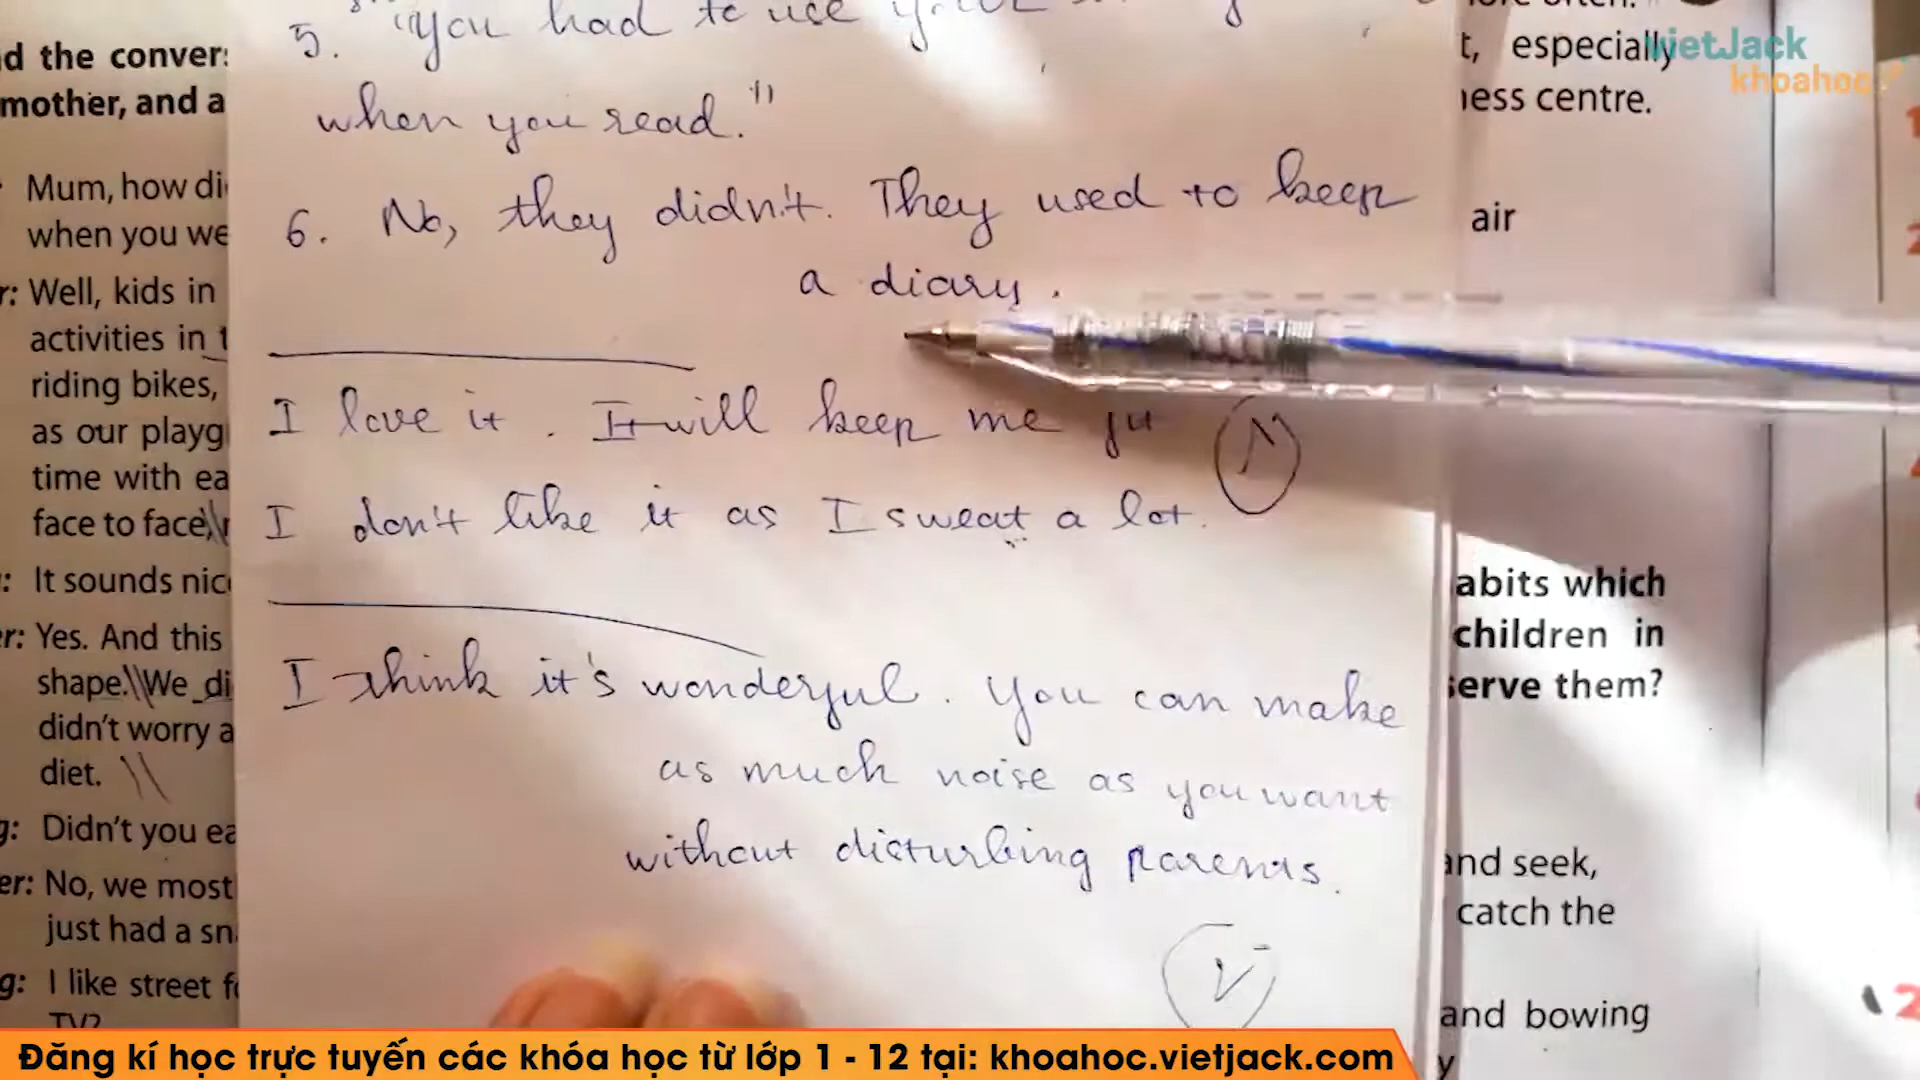 5. "You had to use your
when you read."
6. No, they didn't. They used to keep
a diary.
I love it. It will keep me fit
I don't like it as I sweat a lot.
N
I think it's wonderful. You can make
as much noise as you want
without disturbing parents.
V
d the conver
mother, and a
Mum, how di
when you we
r: Well, kids in
activities in t
riding bikes,
as our playg
time with ea
face to face,
: It sounds nice
er: Yes. And this
shape. We di
didn't worry a
diet.
g: Didn't you ea
er: No, we most
just had a sn
g: I like street f
TV?
t, especially
ness centre.
air
abits which
children in
serve them?
and seek,
catch the
and bowing
y
2
vietJack
khoahoc
Đăng kí học trực tuyến các khóa học từ lớp 1 - 12 tại: khoahoc.vietjack.com